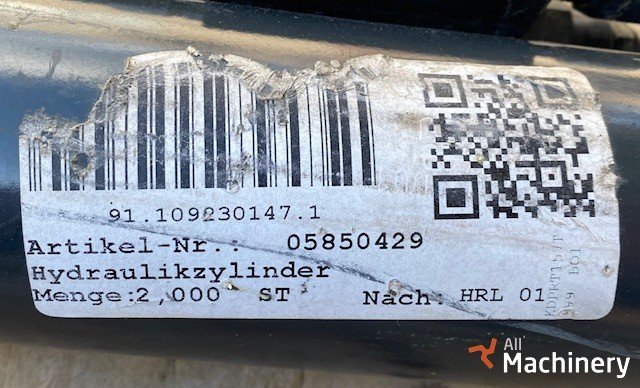 91.109230147.1
Artikel-Nr.: 05850429
Hydraulikzylinder
Menge:2,000 ST Nach: HRL 01
All
Machinery